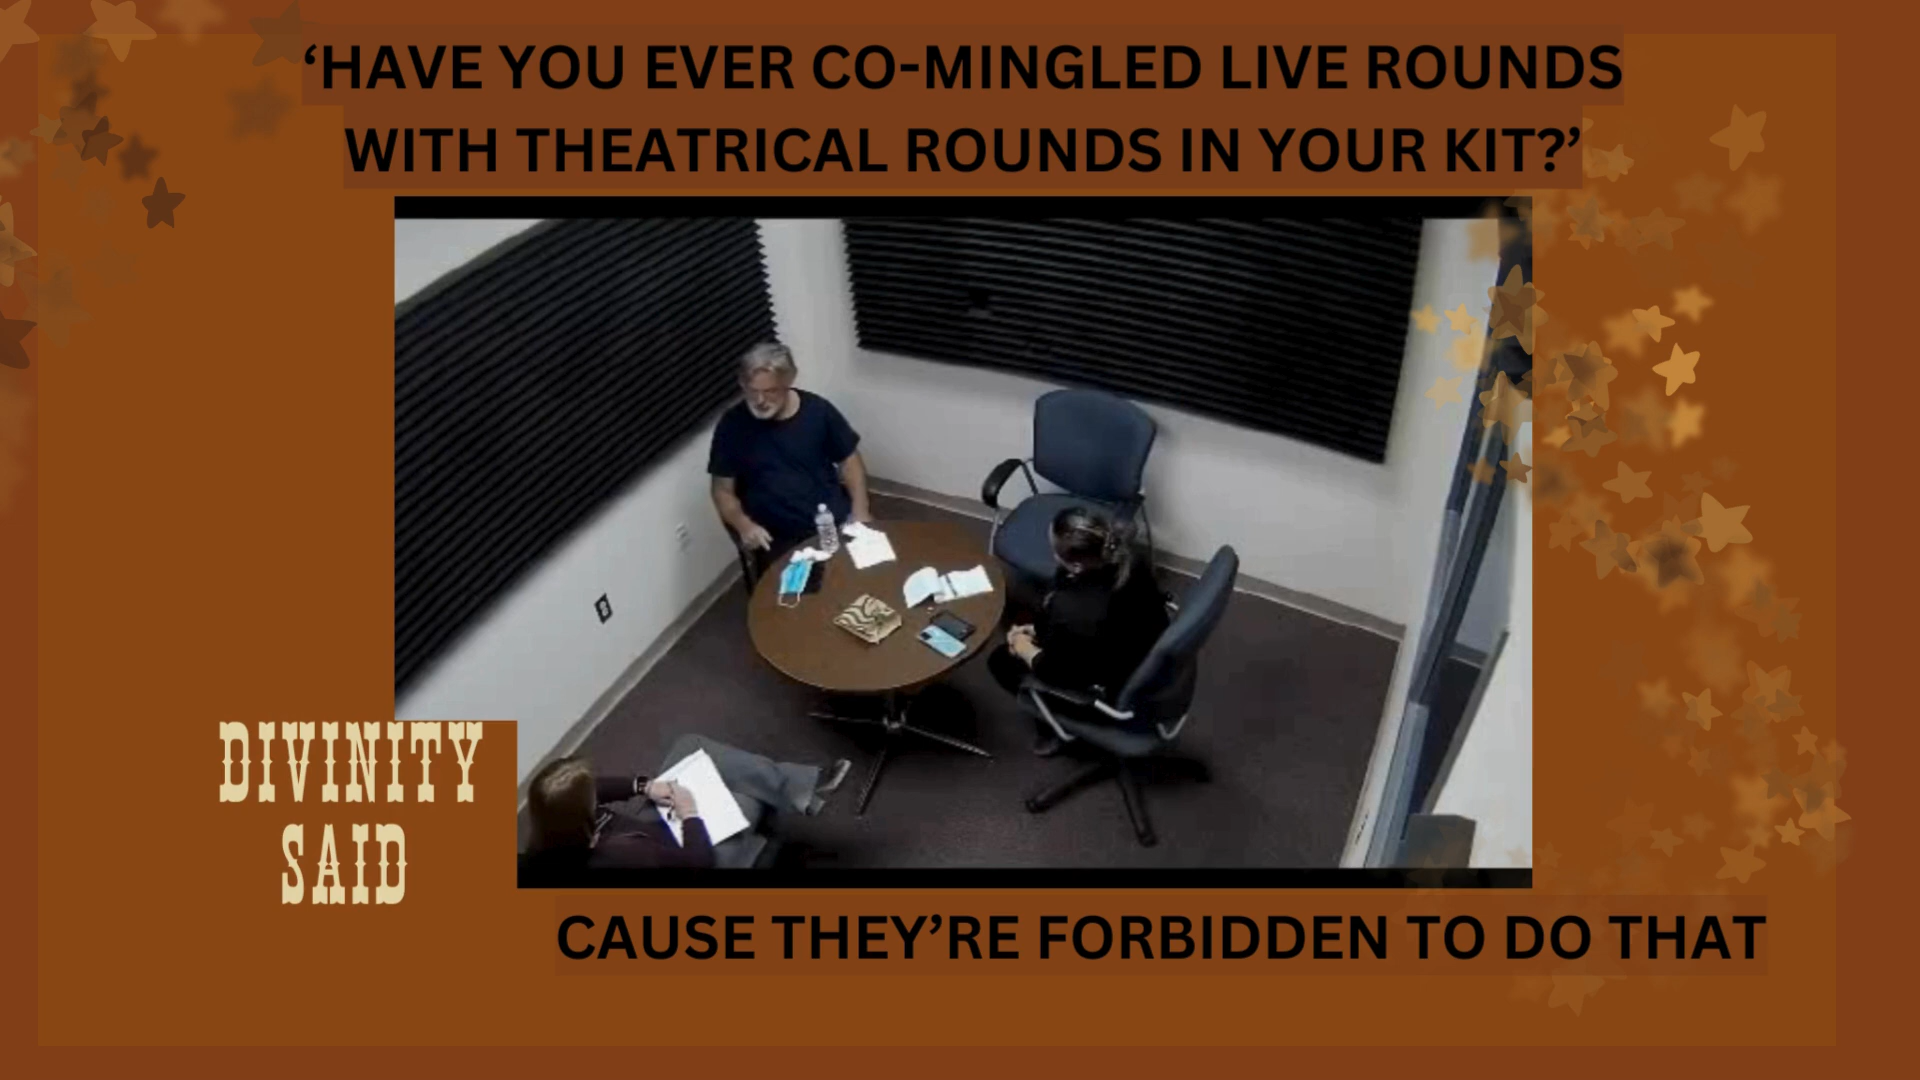 ‘HAVE YOU EVER CO-MINGLED LIVE ROUNDS
WITH THEATRICAL ROUNDS IN YOUR KIT?’
DIVINITY
SAID
CAUSE THEY’RE FORBIDDEN TO DO THAT